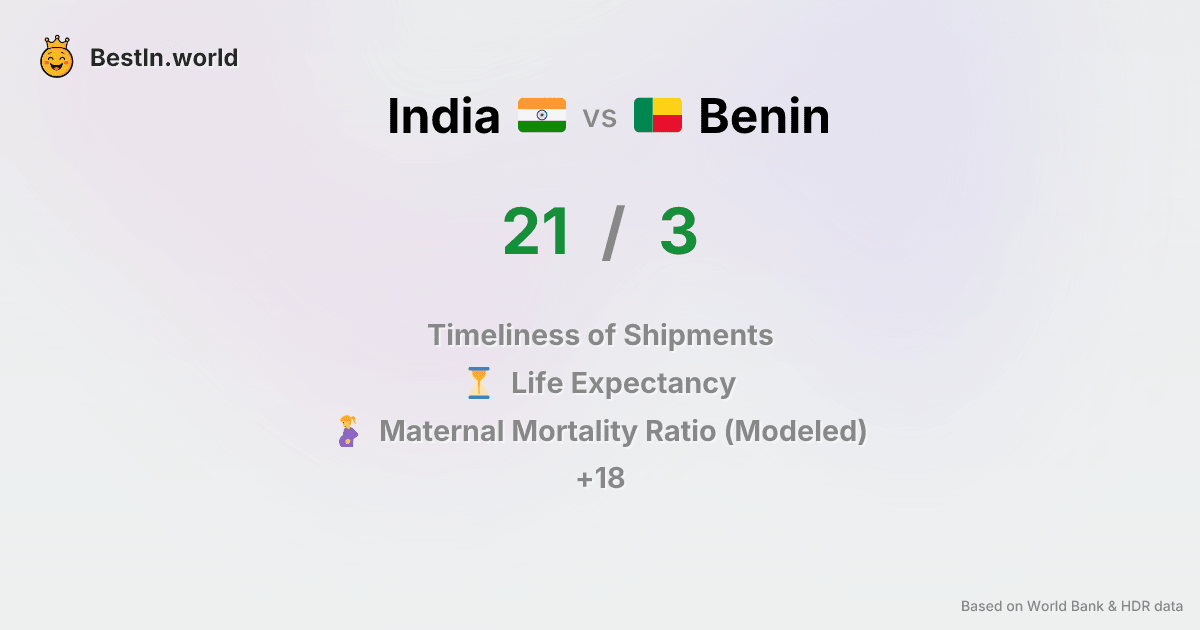 BestIn.world
India vs Benin
21 / 3
Timeliness of Shipments
Life Expectancy
Maternal Mortality Ratio (Modeled)
+18
Based on World Bank & HDR data